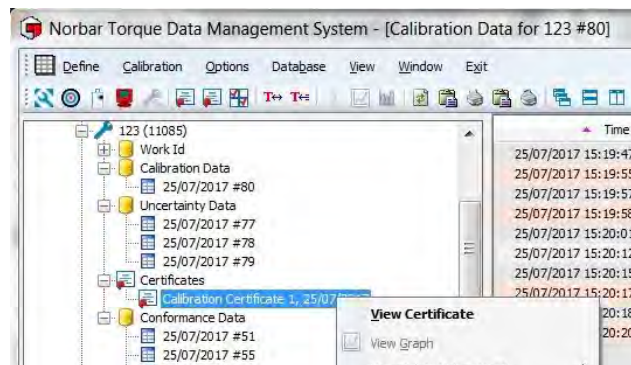 Norbar Torque Data Management System - [Calibration Data for 123 #80]
Define Calibration Options Database View Window Exit
T↔ T↔
123 (11085)
Work Id
Calibration Data
25/07/2017 #80
Uncertainty Data
25/07/2017 #77
25/07/2017 #78
25/07/2017 #79
Certificates
Calibration Certificate 1, 25/07/
Conformance Data
25/07/2017 #51
25/07/2017 #55
View Certificate
View Graph
Time
25/07/2017 15:19:47
25/07/2017 15:19:55
25/07/2017 15:19:57
25/07/2017 15:19:58
25/07/2017 15:20:01
25/07/2017 15:20:12
25/07/2017 15:20:15
25/07/2017 15:20:17
20:18
20:20